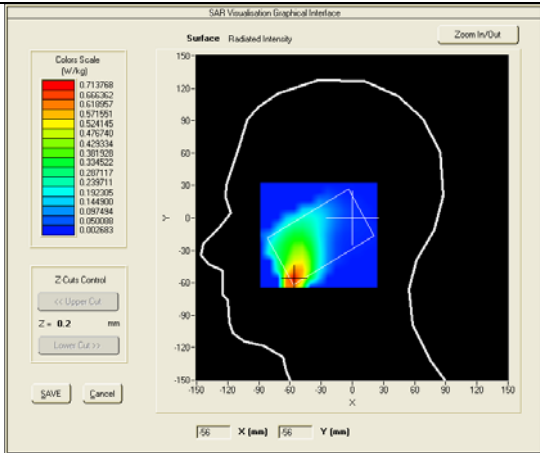 SAR Visualisation Graphical Interface
Surface Radiated Intensity
Zoom In/Out
Colors Scale
(W/kg)
0.713768
0.666362
0.618957
0.571551
0.524145
0.476740
0.429334
0.381928
0.334522
0.287117
0.239711
0.192305
0.144900
0.097494
0.050088
0.002683
150
120
90
60
30
0
-30
-60
-90
-120
-150
Y
-150 -120 -90 -60 -30 0 30 60 90 120 150
X
Z-Cuts Control
<< Upper Cut
Z = 0.2 mm
Lower Cut >>
SAVE Cancel
-56 X (mm) -56 Y (mm)